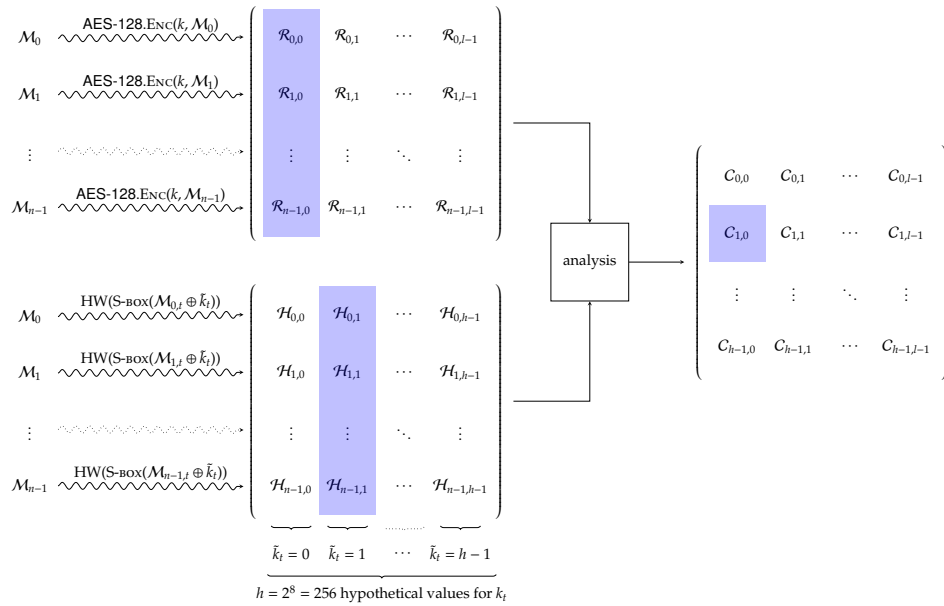 M₀ AES-128.Enc(k, M₀) R₀,₀ R₀,₁ ⋯ R₀,l−1
M₁ AES-128.Enc(k, M₁) R₁,₀ R₁,₁ ⋯ R₁,l−1
⋮ ⋮ ⋮ ⋱ ⋮
Mn−1 AES-128.Enc(k, Mn−1) Rn−1,0 Rn−1,1 ⋯ Rn−1,l−1
M₀ HW(S-box(M₀,t ⊕ k̃t)) H₀,₀ H₀,₁ ⋯ H₀,h−1
M₁ HW(S-box(M₁,t ⊕ k̃t)) H₁,₀ H₁,₁ ⋯ H₁,h−1
⋮ ⋮ ⋮ ⋱ ⋮
Mn−1 HW(S-box(Mn−1,t ⊕ k̃t)) Hn−1,0 Hn−1,1 ⋯ Hn−1,h−1
k̃t = 0 k̃t = 1 ⋯ k̃t = h − 1
h = 2⁸ = 256 hypothetical values for kt
analysis
C₀,₀ C₀,₁ ⋯ C₀,l−1
C₁,₀ C₁,₁ ⋯ C₁,l−1
⋮ ⋮ ⋱ ⋮
Ch−1,0 Ch−1,1 ⋯ Ch−1,l−1